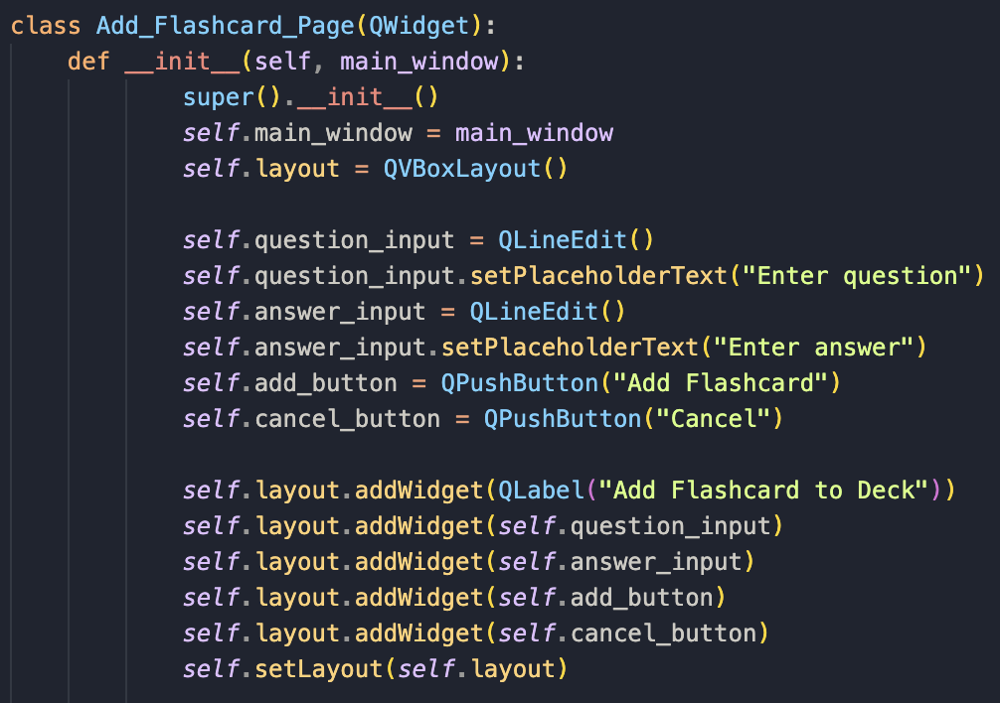 class Add_Flashcard_Page(QWidget):
    def __init__(self, main_window):
            super().__init__()
            self.main_window = main_window
            self.layout = QVBoxLayout()

            self.question_input = QLineEdit()
            self.question_input.setPlaceholderText("Enter question")
            self.answer_input = QLineEdit()
            self.answer_input.setPlaceholderText("Enter answer")
            self.add_button = QPushButton("Add Flashcard")
            self.cancel_button = QPushButton("Cancel")

            self.layout.addWidget(QLabel("Add Flashcard to Deck"))
            self.layout.addWidget(self.question_input)
            self.layout.addWidget(self.answer_input)
            self.layout.addWidget(self.add_button)
            self.layout.addWidget(self.cancel_button)
            self.setLayout(self.layout)